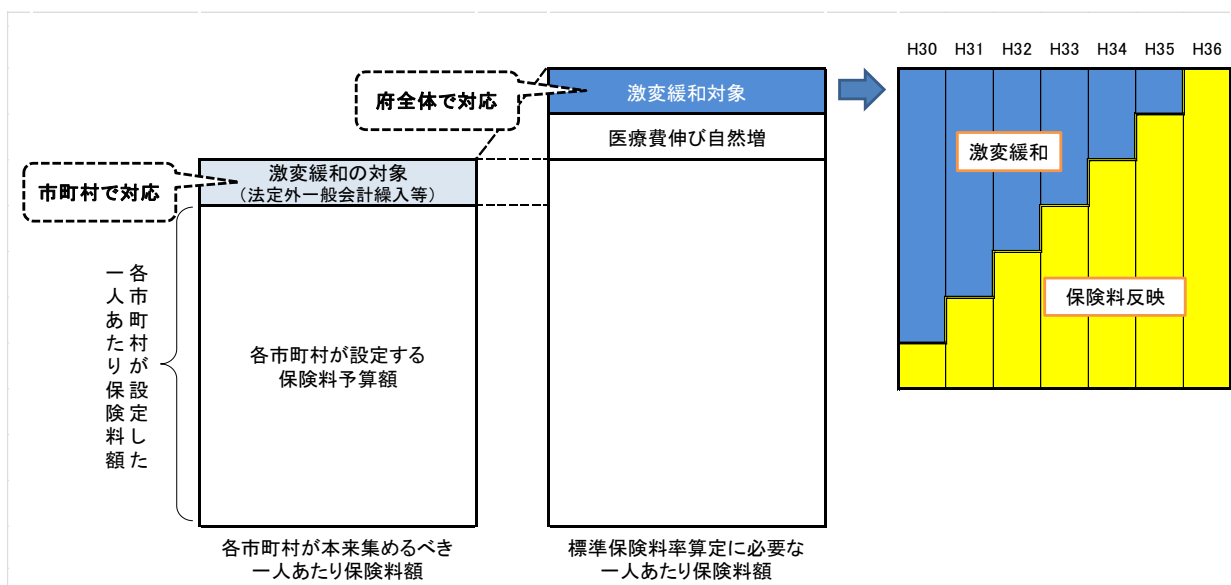 H30 H31 H32 H33 H34 H35 H36
府全体で対応
激変緩和対象
医療費伸び自然増
市町村で対応
激変緩和の対象
（法定外一般会計繰入等）
激変緩和
保険料反映
各市町村が設定した
一人あたり保険料額
各市町村が設定する
保険料予算額
各市町村が本来集めるべき
一人あたり保険料額
標準保険料率算定に必要な
一人あたり保険料額